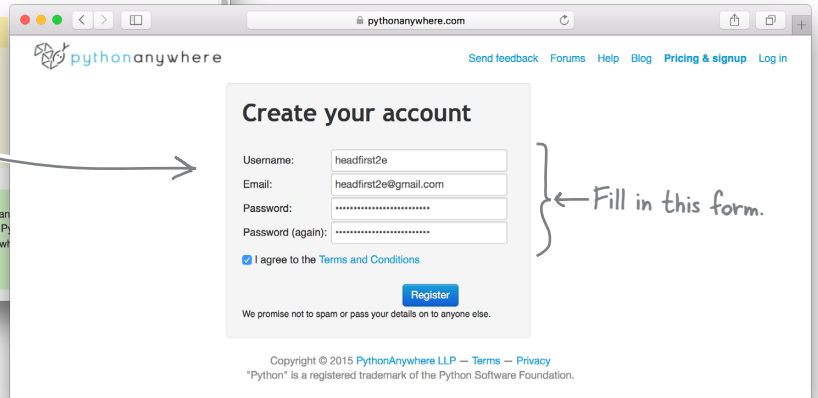 pythonanywhere.com
pythonanywhere
Send feedback Forums Help Blog Pricing & signup Log in
Create your account
Username: headfirst2e
Email: headfirst2e@gmail.com
Password: ••••••••••••••••••••••••••
Password (again): ••••••••••••••••••••••••••
I agree to the Terms and Conditions
Fill in this form.
Register
We promise not to spam or pass your details on to anyone else.
Copyright © 2015 PythonAnywhere LLP — Terms — Privacy
"Python" is a registered trademark of the Python Software Foundation.